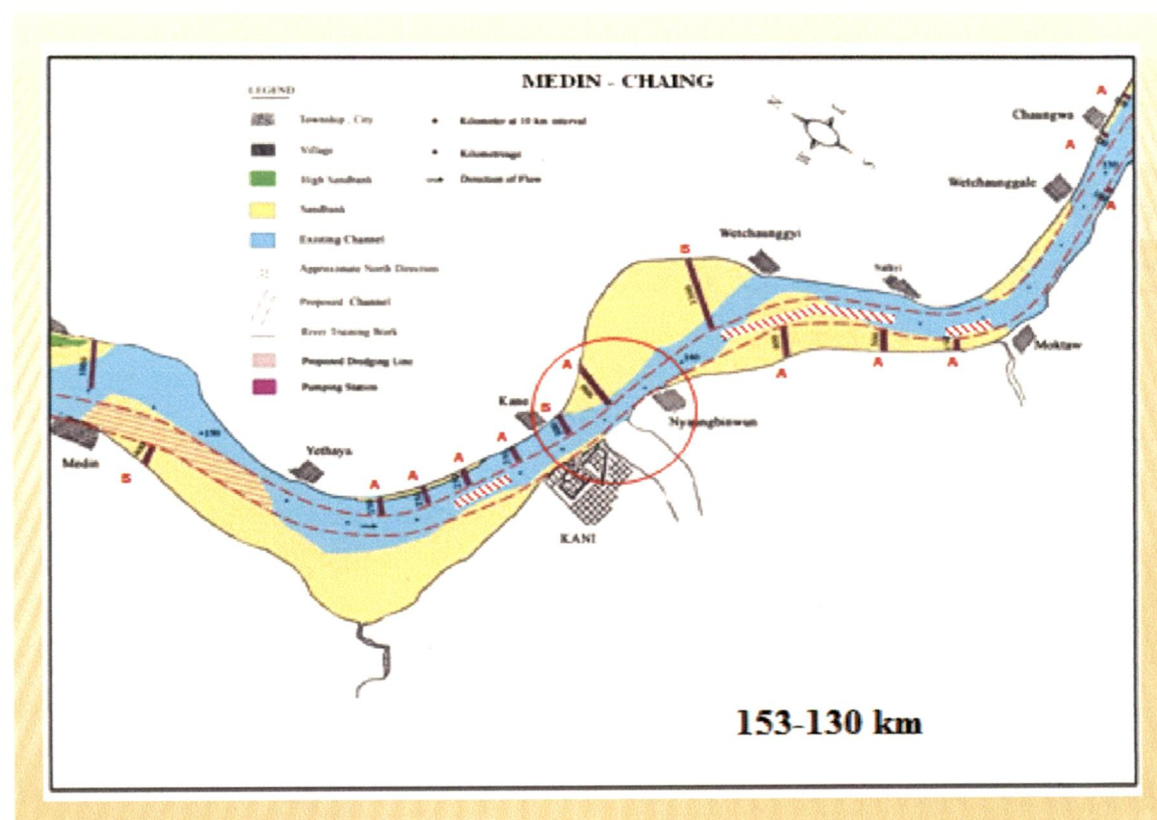 MEDIN - CHAING
LEGEND
Township , City
Village
High Sandbank
Sandbank
Existing Channel
Approximate North Direction
Proposed Channel
River Training Work
Proposed Dredging Line
Pumping Station
Kilometer at 10 km interval
Kilometreage
Direction of Flow
A
Chaungwa
A
Wetchaunggale
130
A
Wetchaunggyi
S
Moktaw
A
A
A
140
Nyaungbinwun
A
Kane
S
A
A
A
A
Yethaya
150
Medin
S
KANI
153-130 km